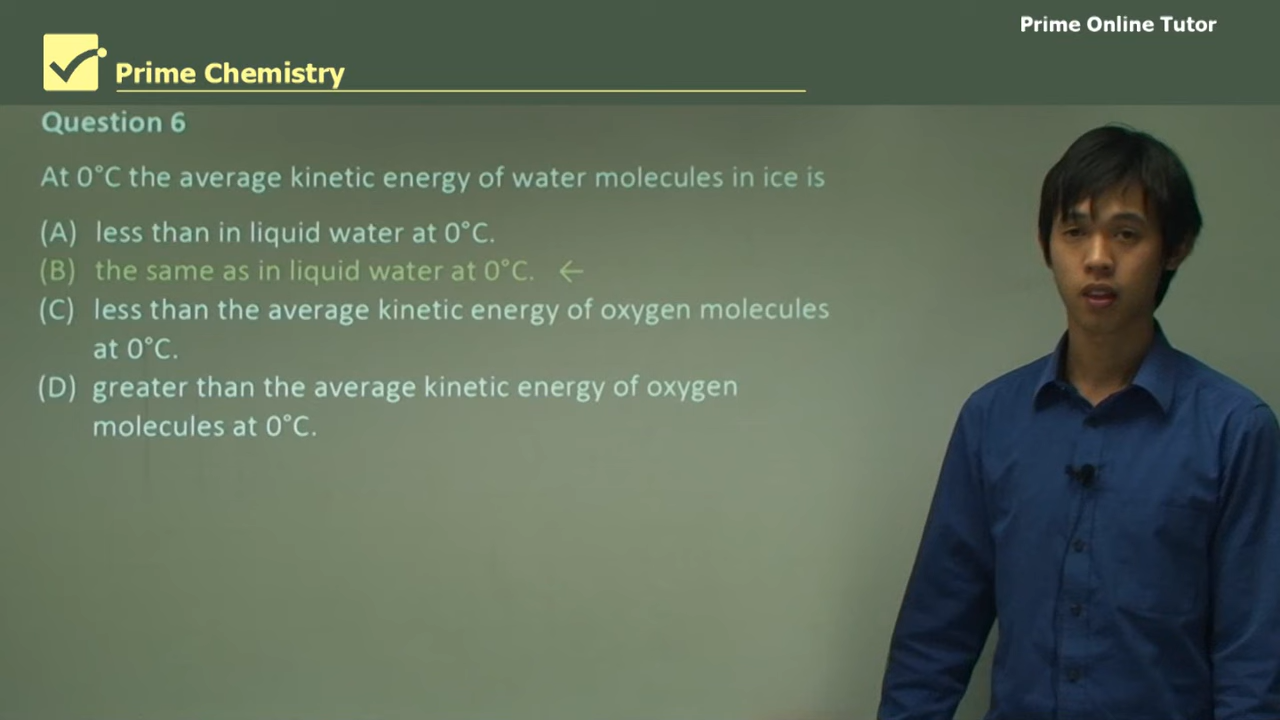 Prime Online Tutor
Prime Chemistry
Question 6
At 0°C the average kinetic energy of water molecules in ice is
(A) less than in liquid water at 0°C.
(B) the same as in liquid water at 0°C. ←
(C) less than the average kinetic energy of oxygen molecules
at 0°C.
(D) greater than the average kinetic energy of oxygen
molecules at 0°C.